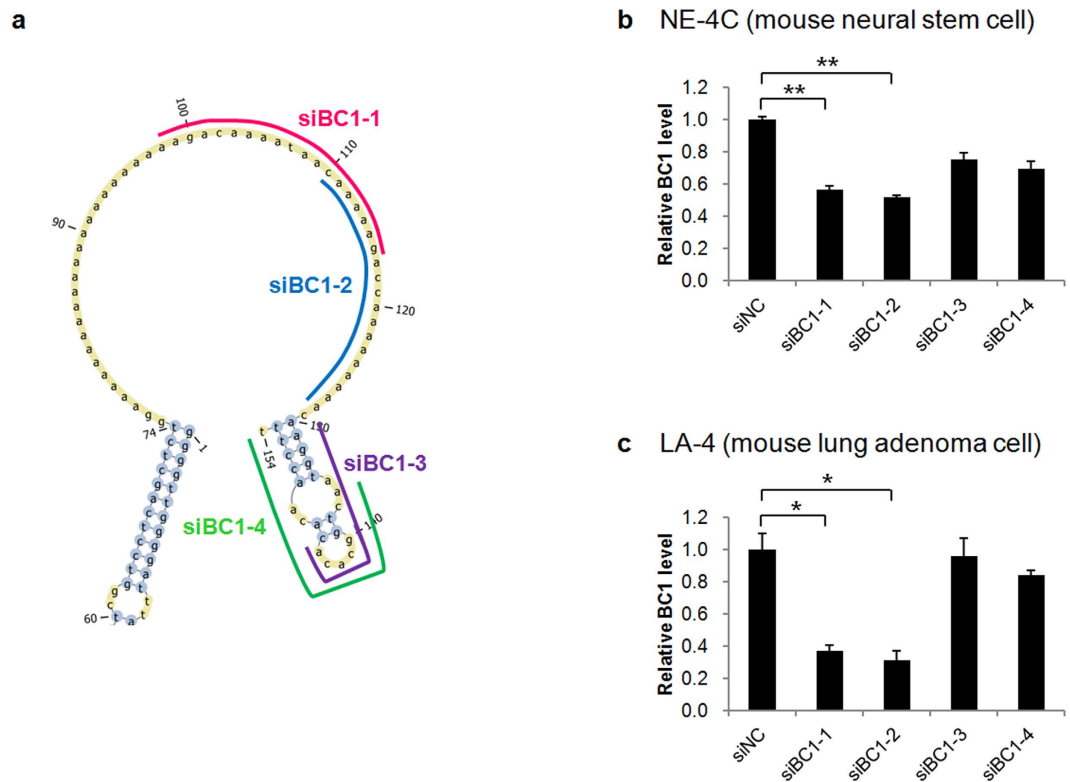 a
siBC1-1
siBC1-2
siBC1-3
siBC1-4
60
74
90
100
110
120
130
140
154
1
b NE-4C (mouse neural stem cell)
**
**
Relative BC1 level
1.2
1.0
0.8
0.6
0.4
0.2
0.0
siNC
siBC1-1
siBC1-2
siBC1-3
siBC1-4
c LA-4 (mouse lung adenoma cell)
*
*
Relative BC1 level
1.2
1.0
0.8
0.6
0.4
0.2
0.0
siNC
siBC1-1
siBC1-2
siBC1-3
siBC1-4